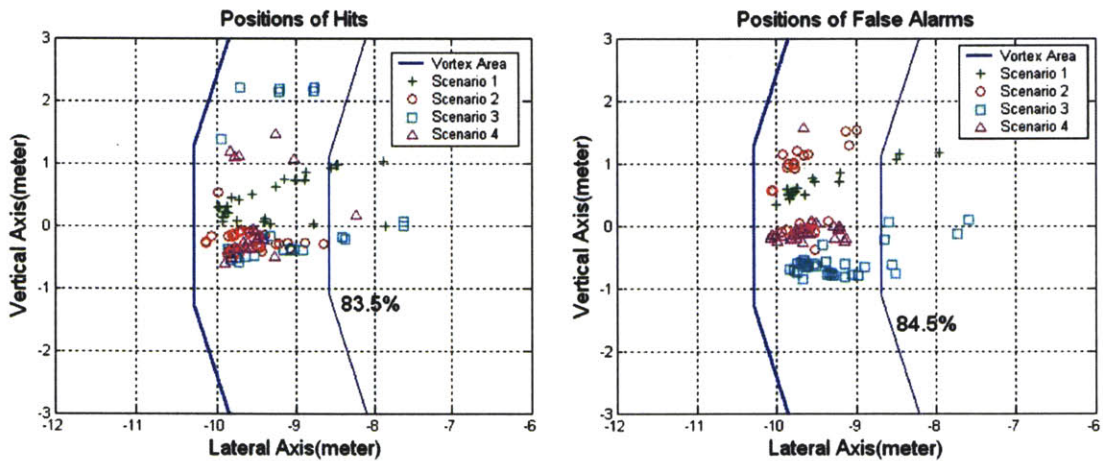 Positions of Hits
3
2
1
0
-1
-2
-3
Vertical Axis(meter)
Vortex Area
Scenario 1
Scenario 2
Scenario 3
Scenario 4
83.5%
-12
-11
-10
-9
-8
-7
-6
Lateral Axis(meter)
Positions of False Alarms
3
2
1
0
-1
-2
-3
Vertical Axis(meter)
Vortex Area
Scenario 1
Scenario 2
Scenario 3
Scenario 4
84.5%
-12
-11
-10
-9
-8
-7
-6
Lateral Axis(meter)